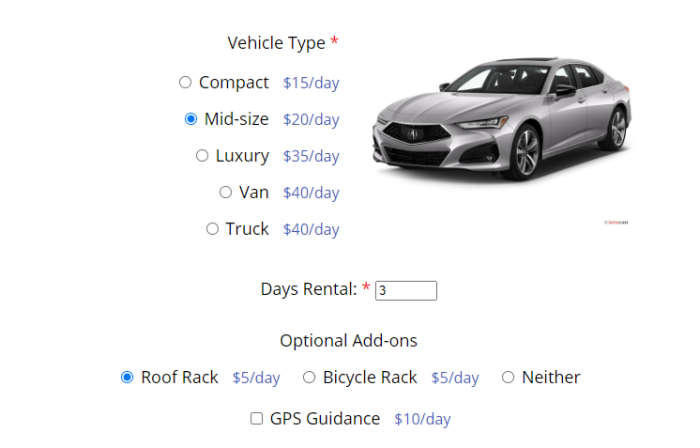 Vehicle Type *
Compact $15/day
Mid-size $20/day
Luxury $35/day
Van $40/day
Truck $40/day
Days Rental: * 3
Optional Add-ons
Roof Rack $5/day Bicycle Rack $5/day Neither
GPS Guidance $10/day